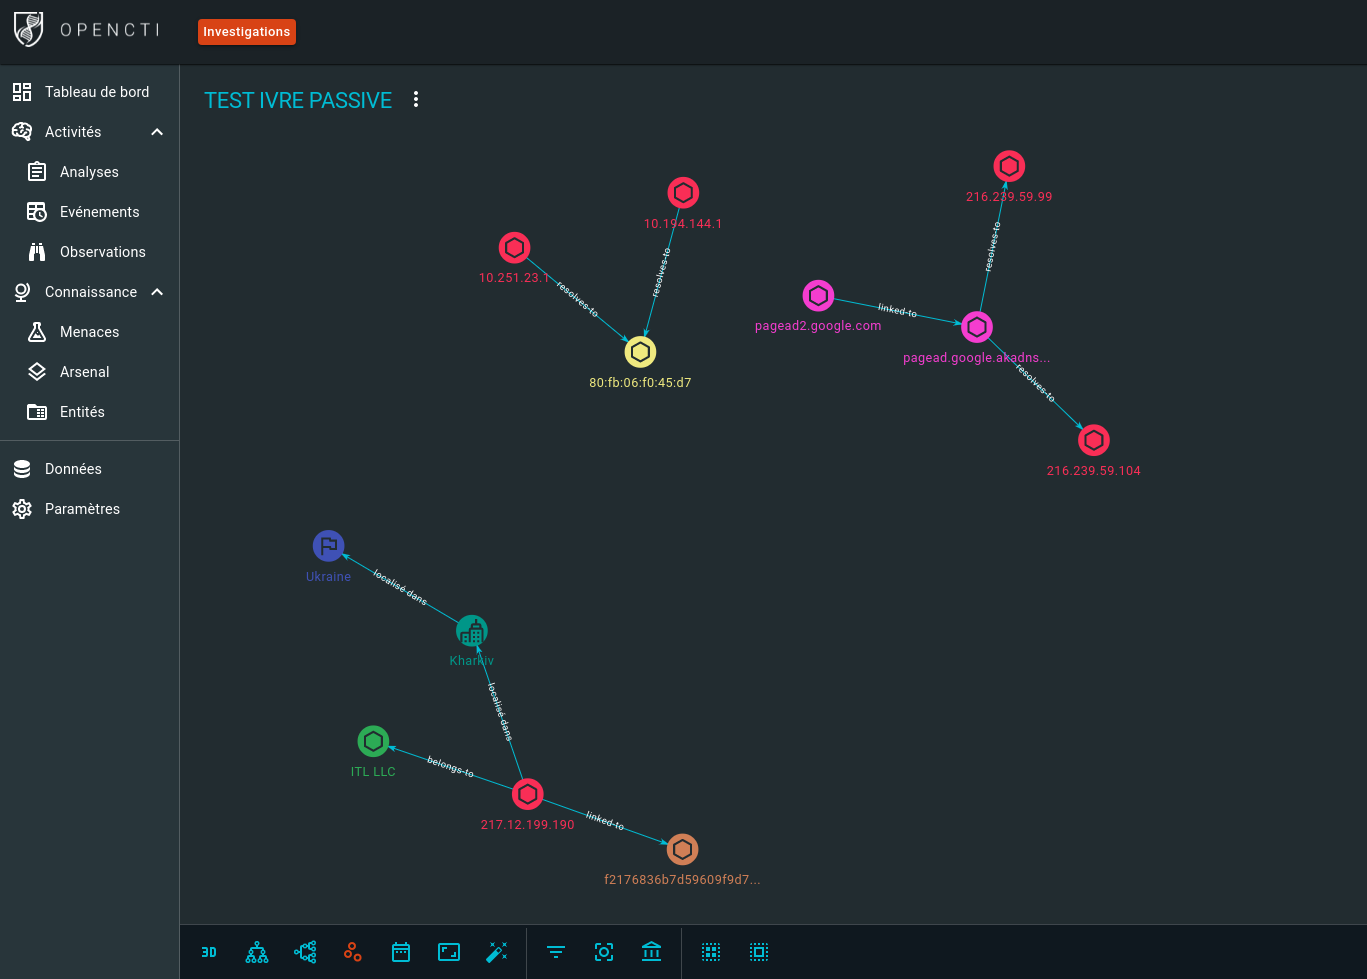 OPENCTI
Investigations
Tableau de bord
Activités
Analyses
Evénements
Observations
Connaissance
Menaces
Arsenal
Entités
Données
Paramètres
TEST IVRE PASSIVE
10.194.144.1
10.251.23.1
resolves-to
resolves-to
80:fb:06:f0:45:d7
216.239.59.99
resolves-to
pagead2.google.com
linked-to
pagead.google.akadns...
resolves-to
216.239.59.104
Ukraine
localisé dans
Kharkiv
localisé dans
ITL LLC
belongs-to
217.12.199.190
linked-to
f2176836b7d59609f9d7...
3D